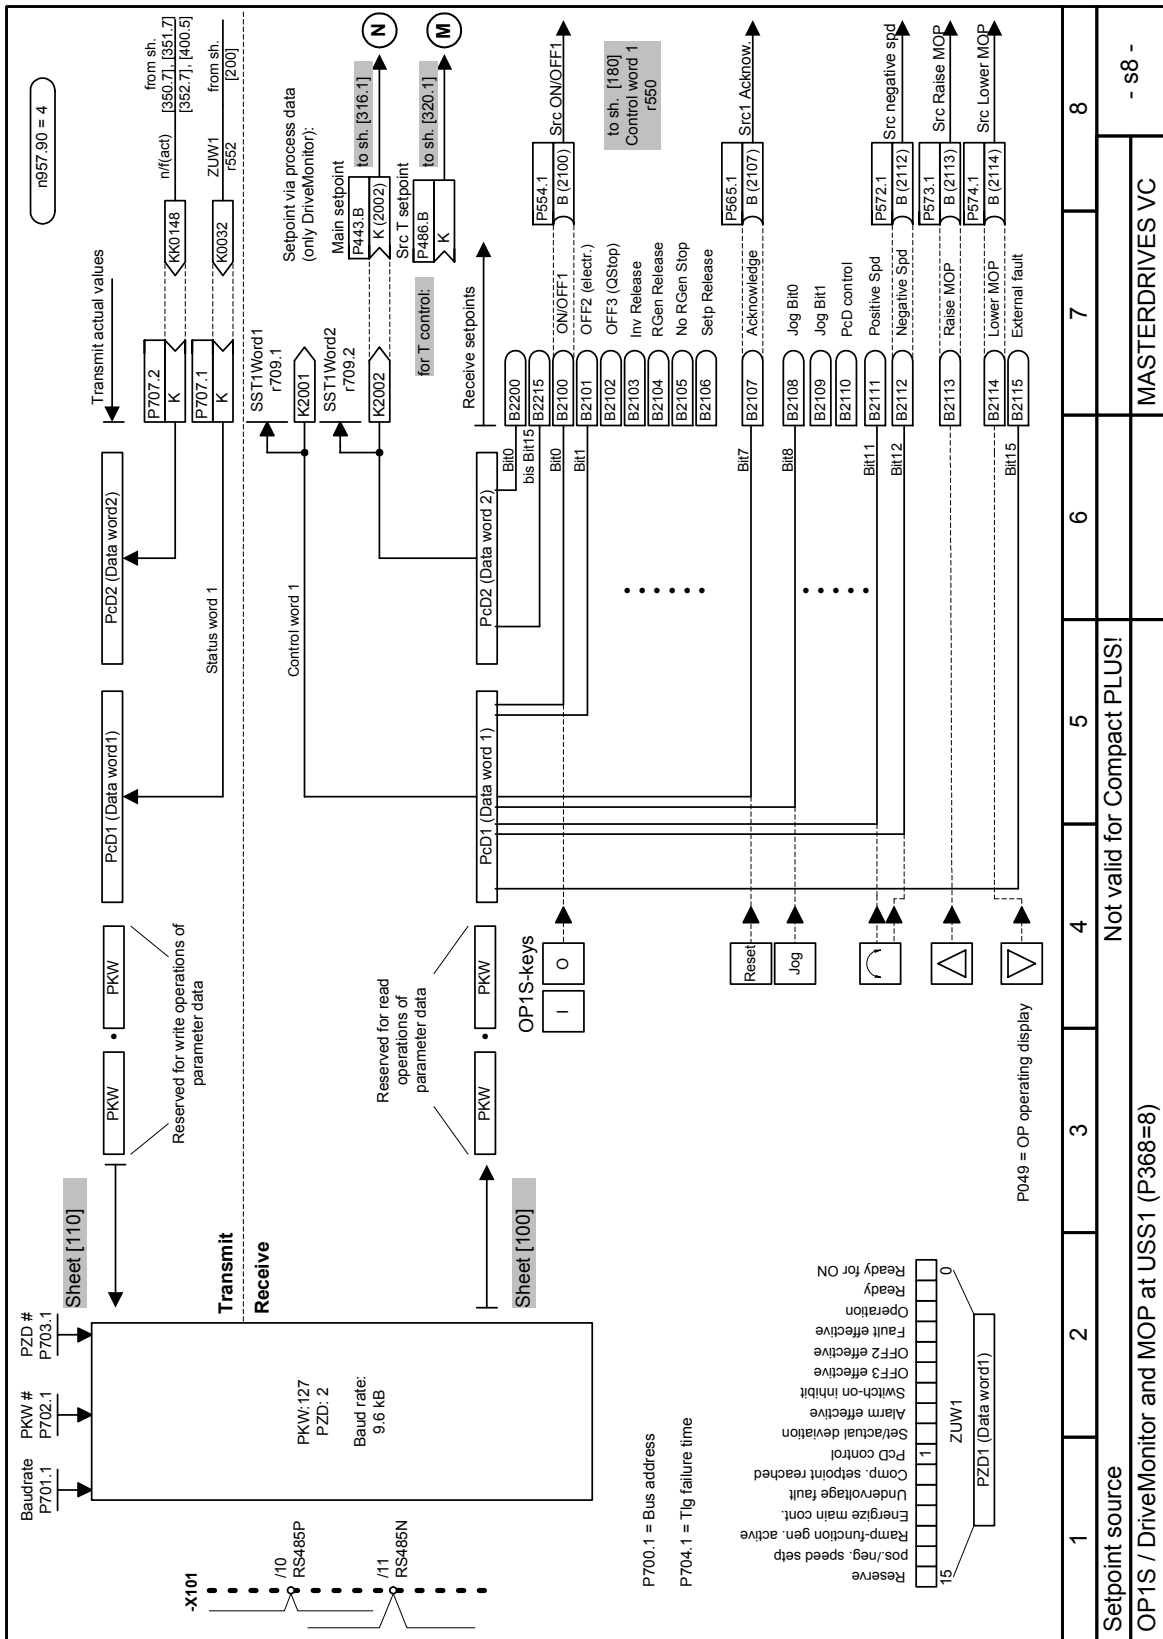 n957.90 = 4
Baudrate
P701.1
PKW #
P702.1
PZD #
P703.1
Sheet [110]
Transmit
Receive
Sheet [100]
-X101
/10
RS485P
/11
RS485N
PKW:127
PZD: 2
Baud rate:
9.6 kB
PKW
PKW
Reserved for write operations of
parameter data
PcD1 (Data word1)
PcD2 (Data word2)
Transmit actual values
P707.2
K
KK0148
n/f(act)
from sh.
[350.7], [351.7]
[352.7], [400.5]
P707.1
K
K0032
ZUW1
r552
from sh.
[200]
Status word 1
Control word 1
SST1Word1
r709.1
K2001
SST1Word2
r709.2
K2002
Setpoint via process data
(only DriveMonitor):
Main setpoint
P443.B
K (2002)
to sh. [316.1]
N
Src T setpoint
P486.B
K
to sh. [320.1]
M
for T control:
Receive setpoints
PKW
PKW
Reserved for read
operations of
parameter data
PcD1 (Data word 1)
PcD2 (Data word 2)
OP1S-keys
I
O
Reset
Jog
P049 = OP operating display
Bit0
B2200
bis Bit15
B2215
Bit0
B2100
ON/OFF1
P554.1
B (2100)
Src ON/OFF1
Bit1
B2101
OFF2 (electr.)
B2102
OFF3 (QStop)
B2103
Inv Release
B2104
RGen Release
B2105
No RGen Stop
B2106
Setp Release
to sh. [180]
Control word 1
r550
Bit7
B2107
Acknowledge
P565.1
B (2107)
Src1 Acknow.
Bit8
B2108
Jog Bit0
B2109
Jog Bit1
B2110
PcD control
Bit11
B2111
Positive Spd
Bit12
B2112
Negative Spd
P572.1
B (2112)
Src negative spd
B2113
Raise MOP
P573.1
B (2113)
Src Raise MOP
B2114
Lower MOP
P574.1
B (2114)
Src Lower MOP
Bit15
B2115
External fault
P700.1 = Bus address
P704.1 = Tlg failure time
Reserve
pos./neg. speed setp
Ramp-function gen. active
Energize main cont.
Undervoltage fault
Comp. setpoint reached
PcD control
Set/actual deviation
Alarm effective
Switch-on inhibit
OFF3 effective
OFF2 effective
Fault effective
Operation
Ready
Ready for ON
1
15
ZUW1
0
PZD1 (Data word1)
1
2
3
4
5
6
7
8
Setpoint source
Not valid for Compact PLUS!
OP1S / DriveMonitor and MOP at USS1 (P368=8)
MASTERDRIVES VC
- s8 -